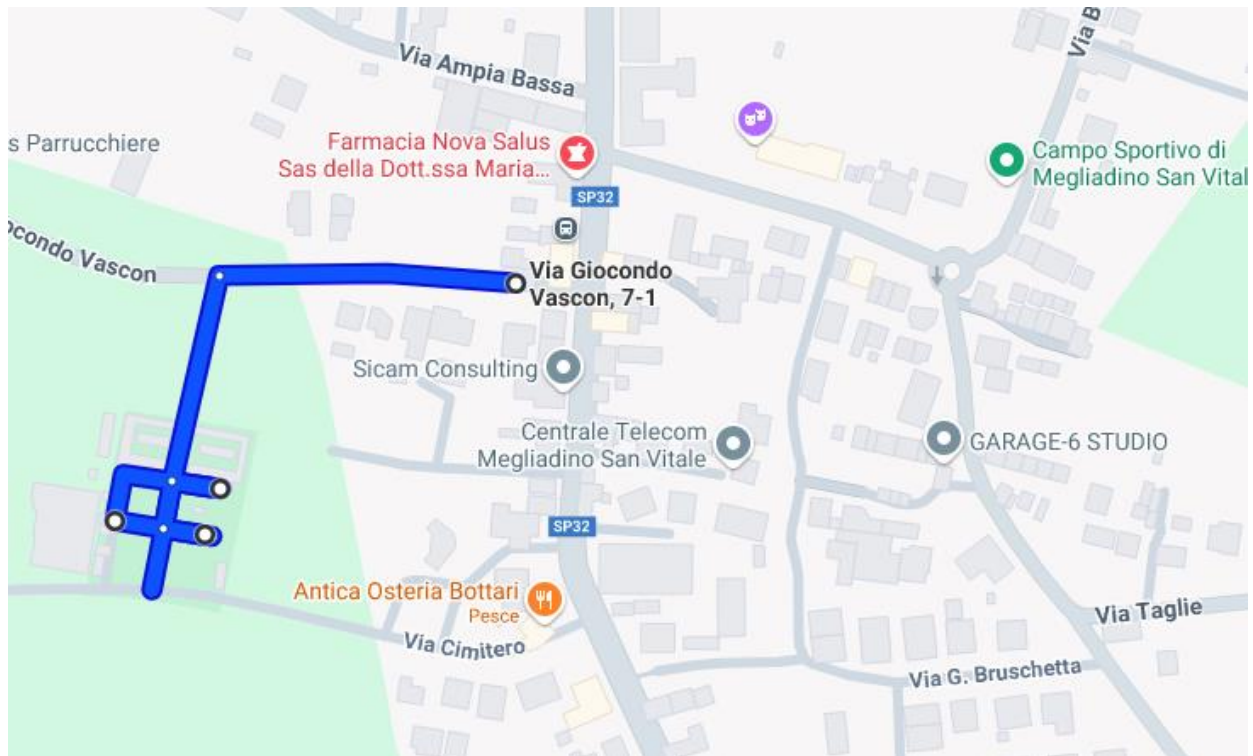 Via B
Via Ampia Bassa
Farmacia Nova Salus
Sas della Dott.ssa Maria...
s Parrucchiere
Campo Sportivo di
Megliadino San Vital
SP32
ocondo Vascon
Via Giocondo
Vascon, 7-1
Sicam Consulting
Centrale Telecom
Megliadino San Vitale
GARAGE-6 STUDIO
SP32
Antica Osteria Bottari
Pesce
Via Cimitero
Via Taglie
Via G. Bruschetta